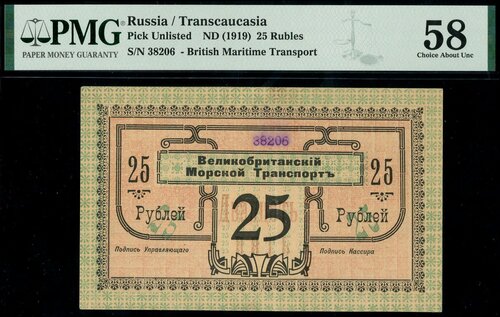 PMG
PAPER MONEY GUARANTY
Russia / Transcaucasia
Pick Unlisted ND (1919) 25 Rubles
S/N 38206 - British Maritime Transport
58
Choice About Unc
38206
Великобританскій
Морской Транспортъ
25
25
Рублей
25
Рублей
Подпись Управляющаго
Подпись Кассира